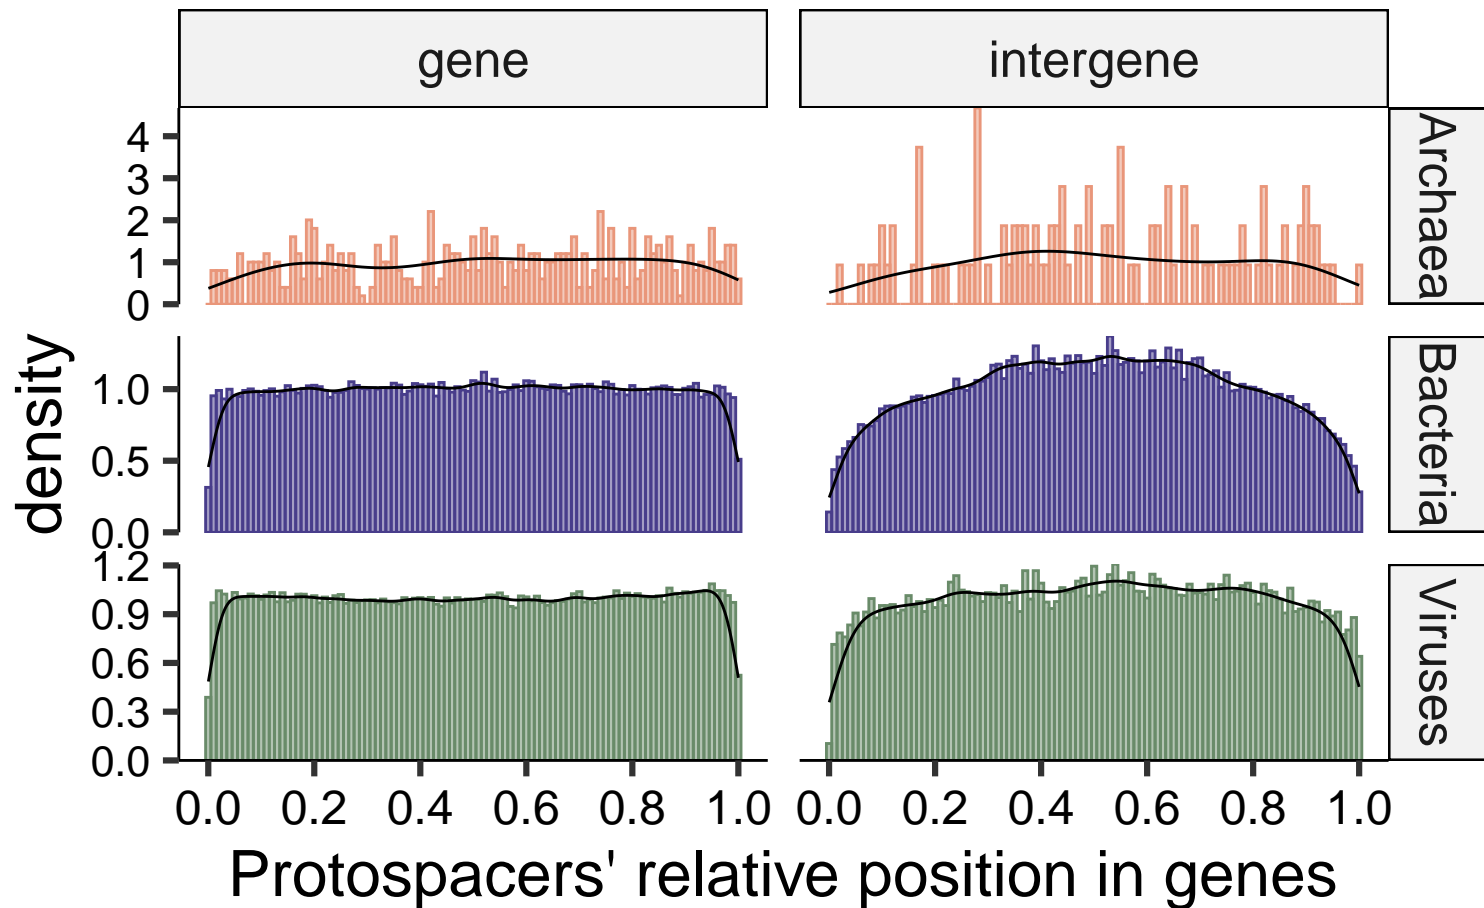 gene
intergene
4
3
2
1
0
Archaea
1.0
0.5
0.0
Bacteria
1.2
0.9
0.6
0.3
0.0
Viruses
density
0.0 0.2 0.4 0.6 0.8 1.0
0.0 0.2 0.4 0.6 0.8 1.0
Protospacers' relative position in genes